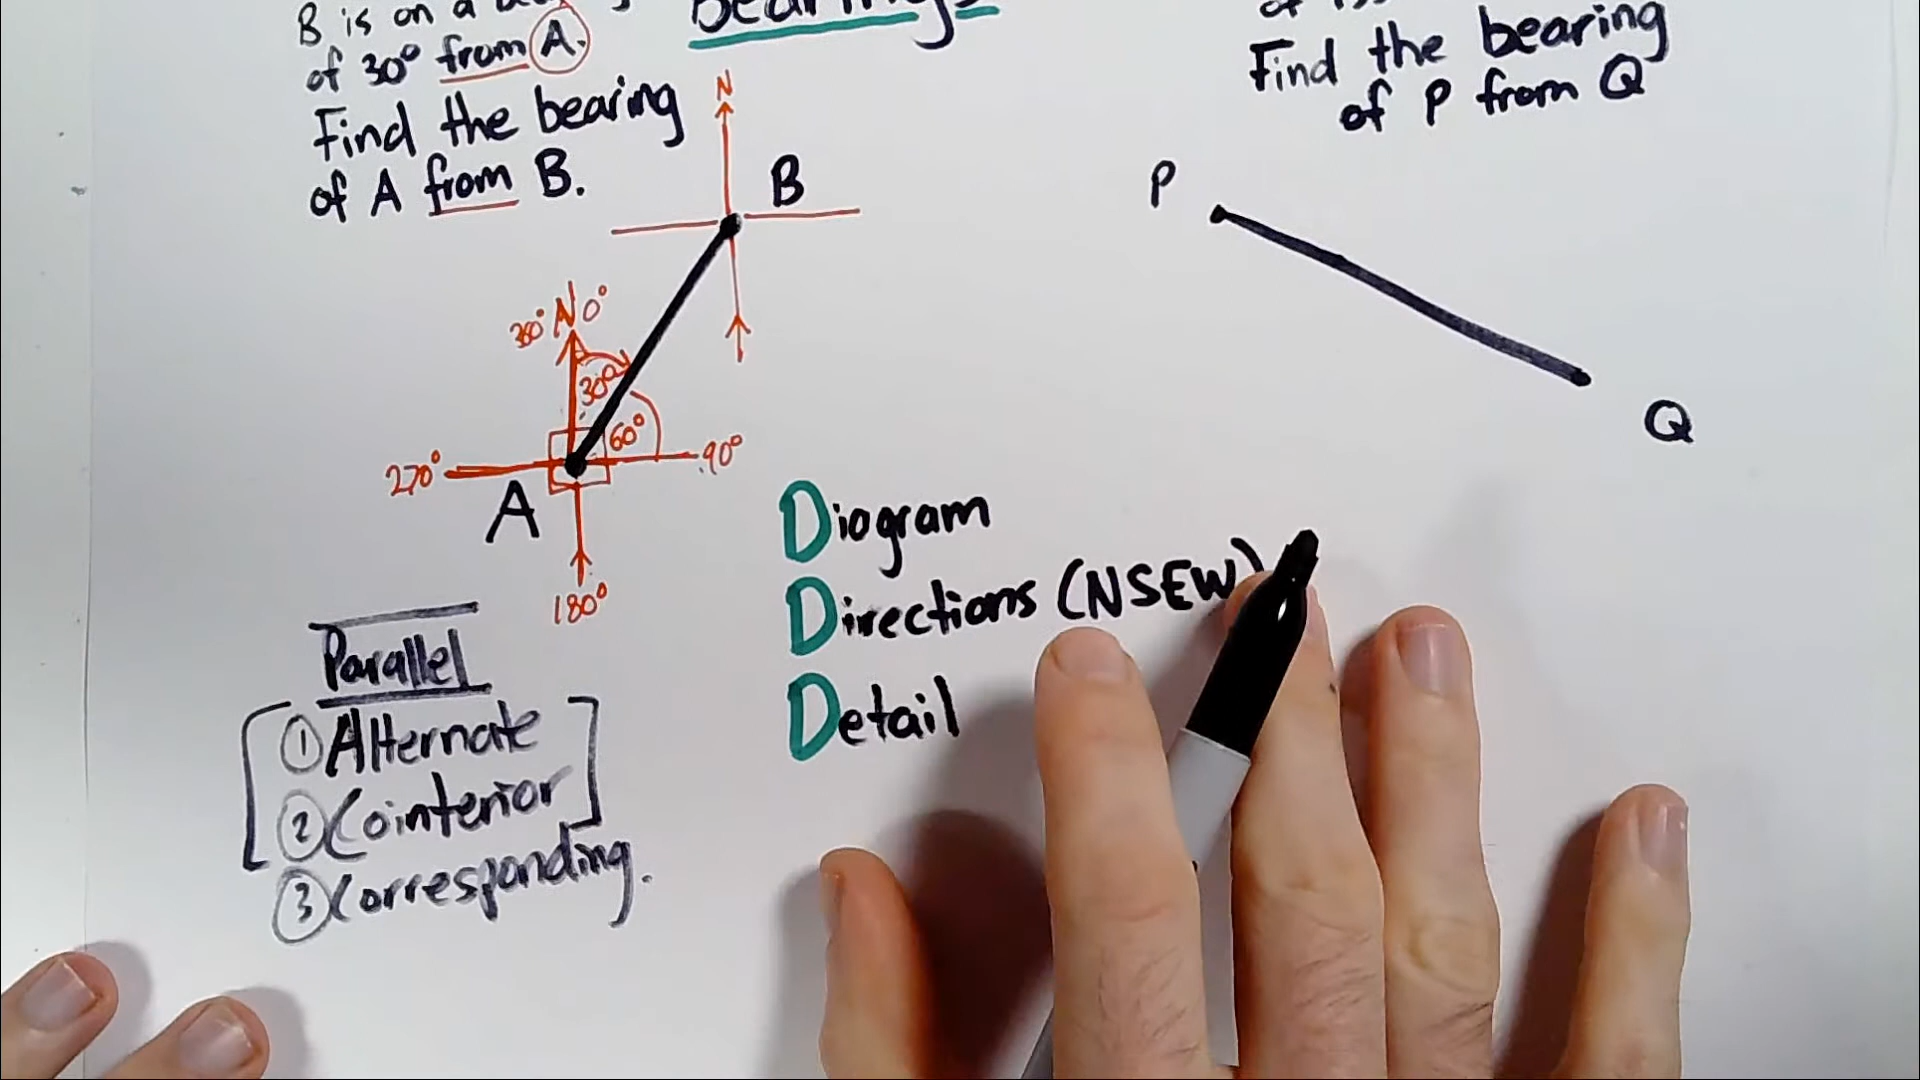 B is on a
of 30° from A.
Find the bearing
of A from B.
Bearings
Find the bearing
of P from Q
N
B
P
Q
360° N 0°
30°
60°
270°
90°
A
180°
Diagram
Directions (NSEW)
Detail
Parallel
① Alternate
② Cointerior
③ Corresponding.